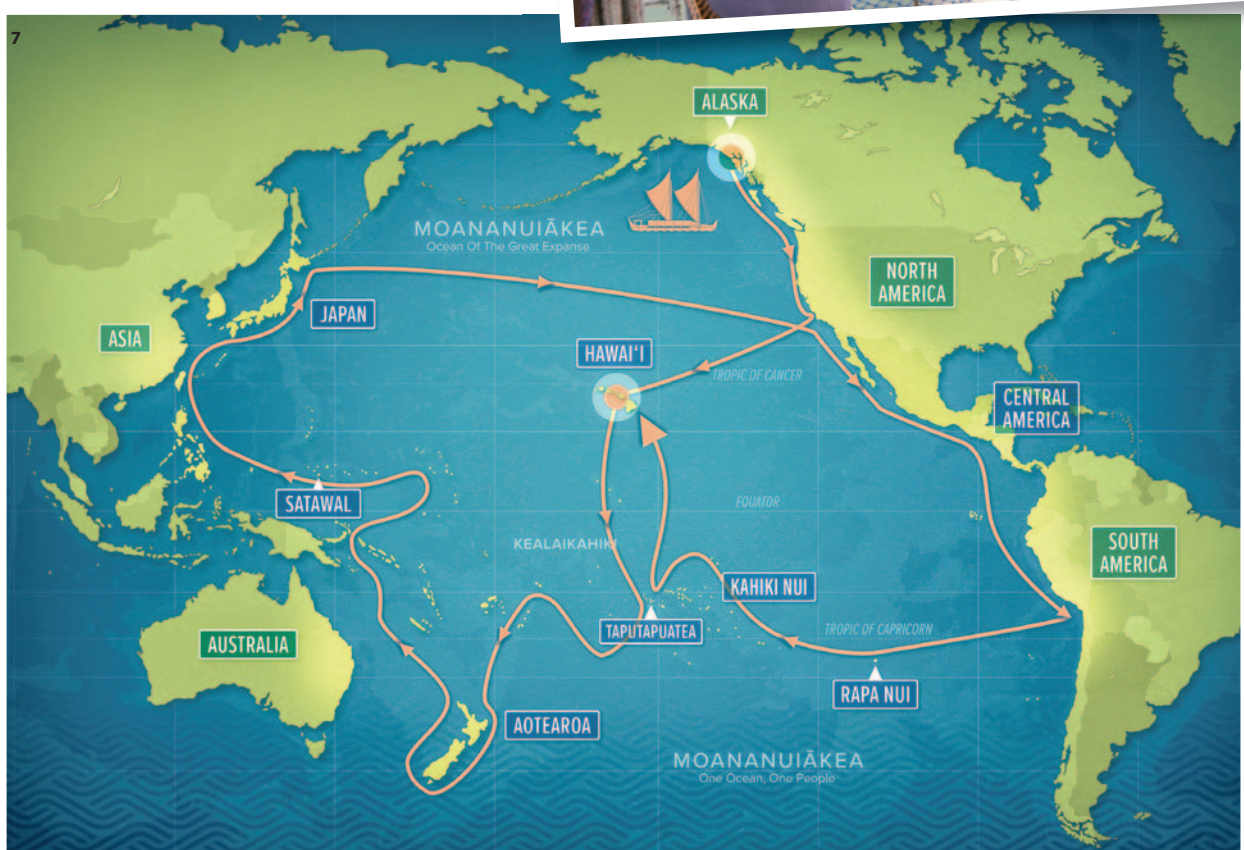 7
ALASKA
MOANANUIĀKEA
Ocean Of The Great Expanse
NORTH
AMERICA
JAPAN
ASIA
HAWAIʻI
TROPIC OF CANCER
CENTRAL
AMERICA
SATAWAL
EQUATOR
KEALAIKAHIKI
SOUTH
AMERICA
KAHIKI NUI
TAPUTAPUATEA
TROPIC OF CAPRICORN
AUSTRALIA
RAPA NUI
AOTEAROA
MOANANUIĀKEA
One Ocean, One People